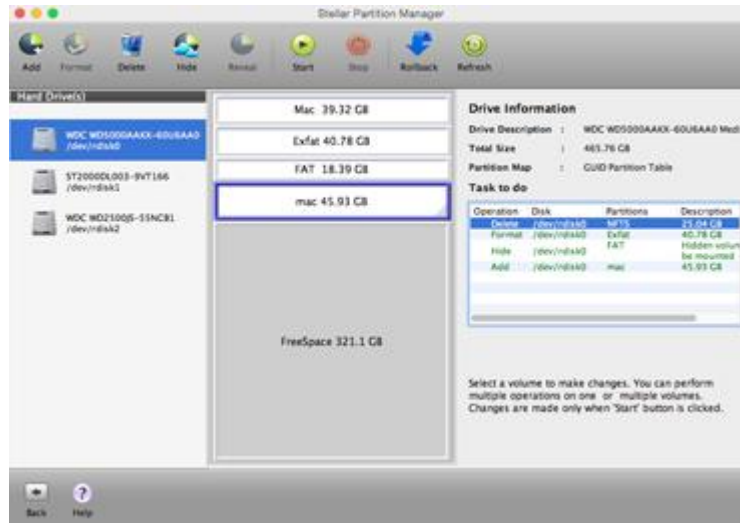 Stellar Partition Manager
Add Format Delete Hide Reveal Start Stop Rollback Refresh
Hard Drive(s)
WDC WD5000AAKX-60U6AA0
/dev/rdisk0
ST2000DL003-9VT166
/dev/rdisk1
WDC WD2500JS-55NCB1
/dev/rdisk2
Mac 39.32 GB
Exfat 40.78 GB
FAT 18.39 GB
mac 45.93 GB
FreeSpace 321.1 GB
Drive Information
Drive Description : WDC WD5000AAKX-60U6AA0 Medi
Total Size : 465.76 GB
Partition Map : GUID Partition Table
Task to do
Operation Disk Partitions Description
Delete /dev/rdisk0 NFTS 25.04 GB
Format /dev/rdisk0 Exfat 40.78 GB
Hide /dev/rdisk0 FAT Hidden volum
be mounted
Add /dev/rdisk0 mac 45.93 GB
Select a volume to make changes. You can perform
multiple operations on one or multiple volumes.
Changes are made only when 'Start' button is clicked.
Back Help